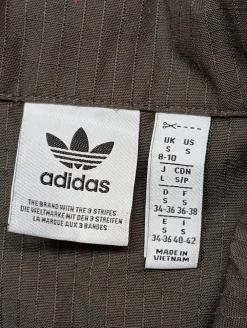 adidas
THE BRAND WITH THE 3 STRIPES
DIE WELTMARKE MIT DEN 3 STREIFEN
LA MARQUE AUX 3 BANDES
UK US
S S
8-10
J CDN
L S/P
D F
S S
34-36 36-38
E I
S S
34-36 40-42
MADE IN
VIETNAM